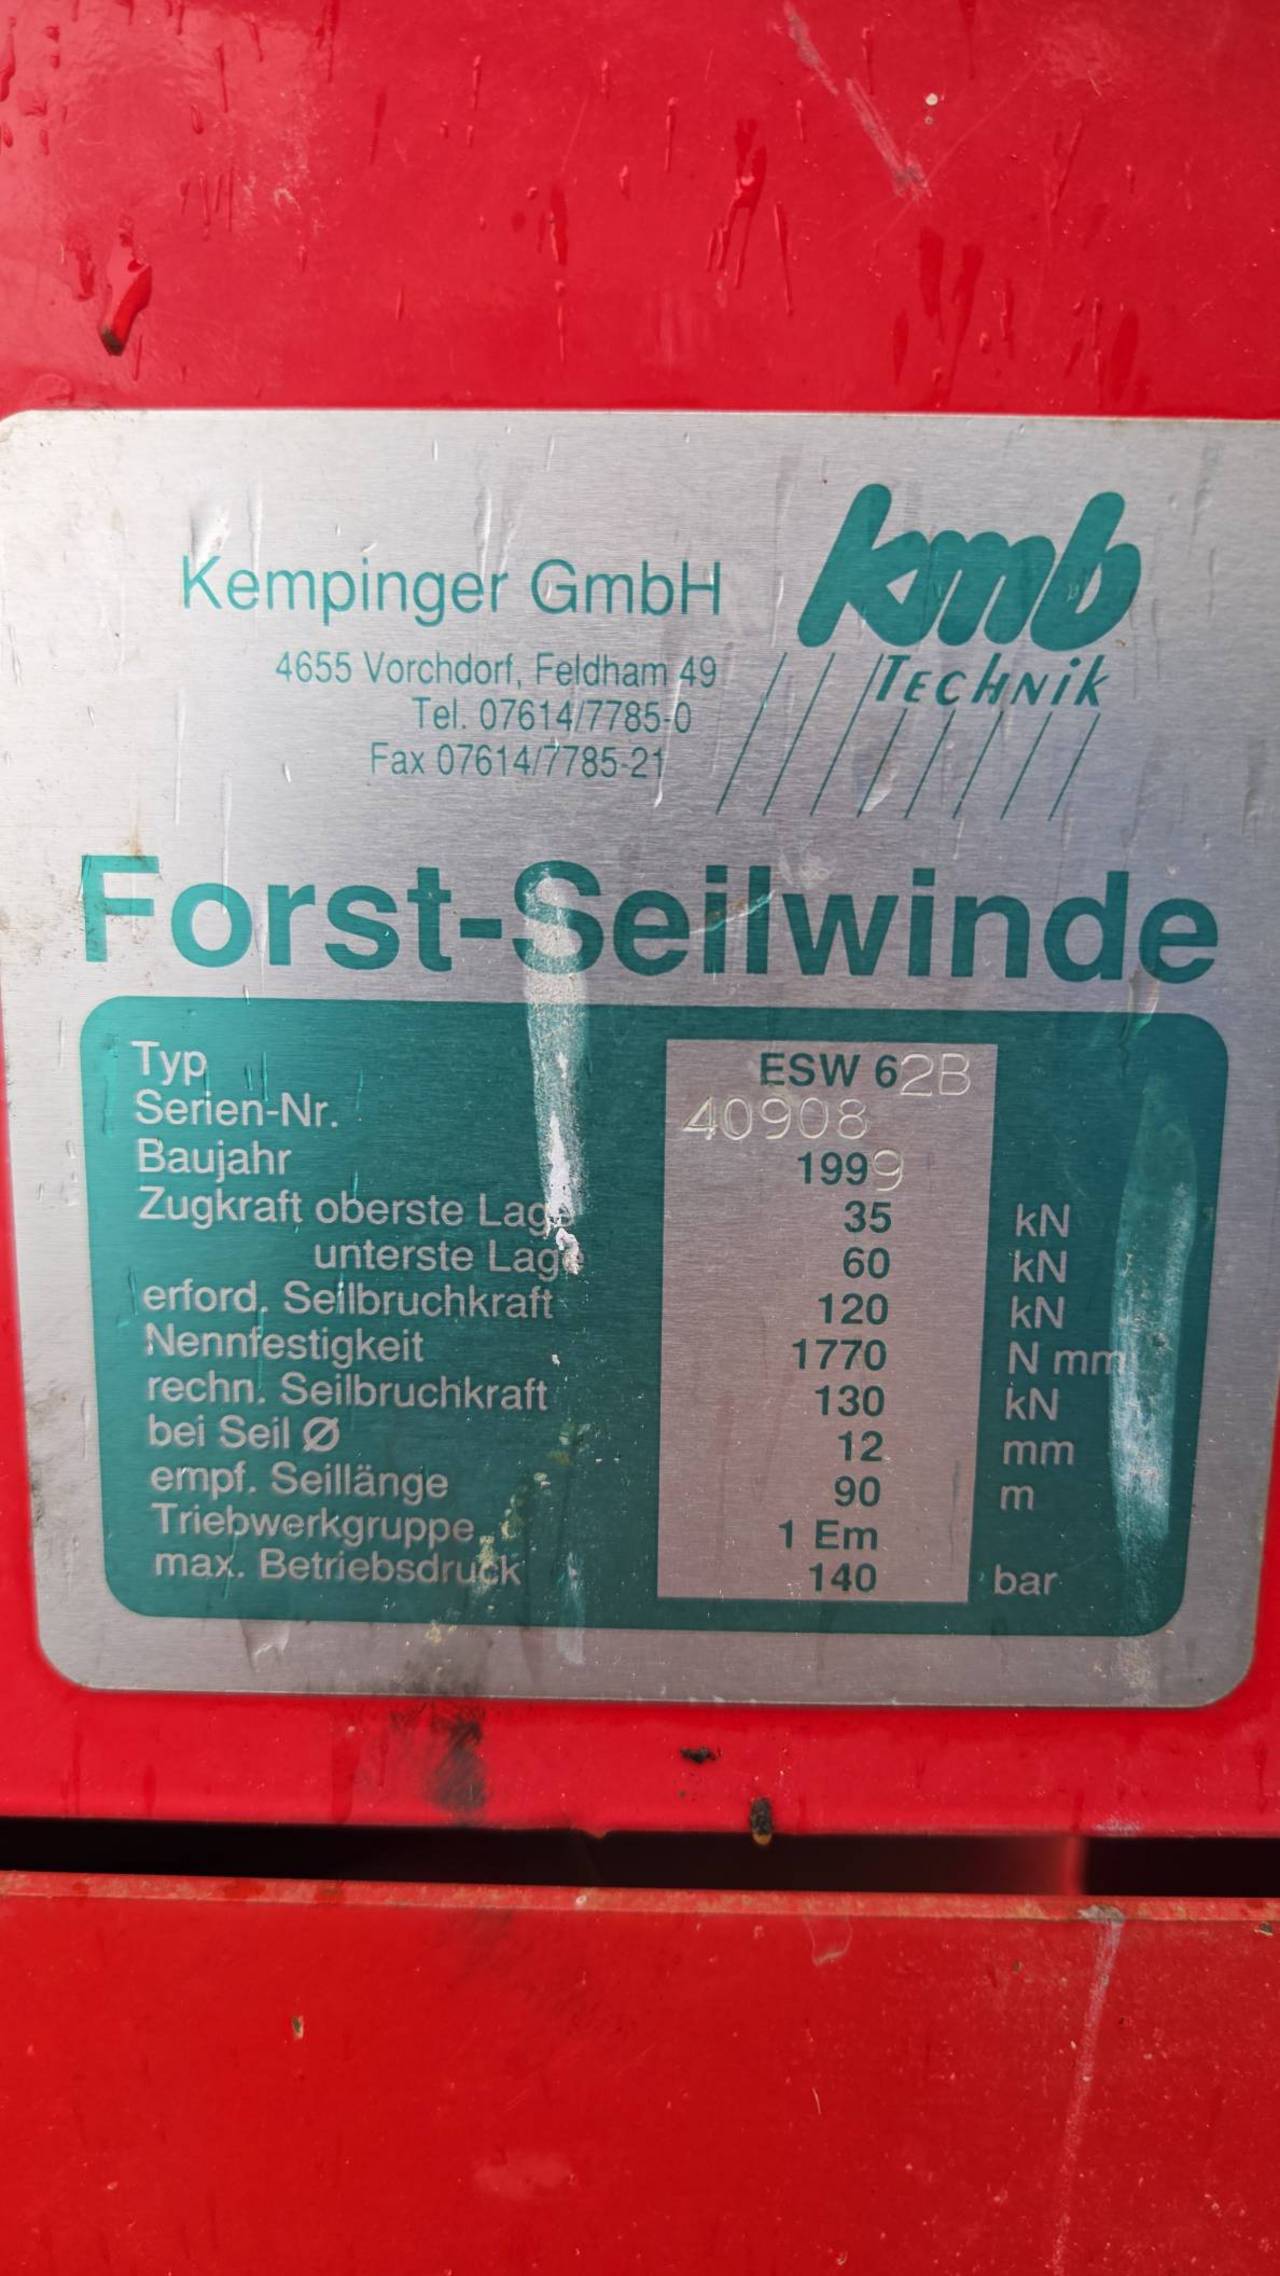 Kempinger GmbH
kmb
TECHNIK
4655 Vorchdorf, Feldham 49
Tel. 07614/7785-0
Fax 07614/7785-21
Forst-Seilwinde
Typ ESW 62B
Serien-Nr. 40908
Baujahr 1999
Zugkraft oberste Lage 35 kN
unterste Lage 60 kN
erford. Seilbruchkraft 120 kN
Nennfestigkeit 1770 N mm
rechn. Seilbruchkraft 130 kN
bei Seil Ø 12 mm
empf. Seillänge 90 m
Triebwerkgruppe 1 Em
max. Betriebsdruck 140 bar